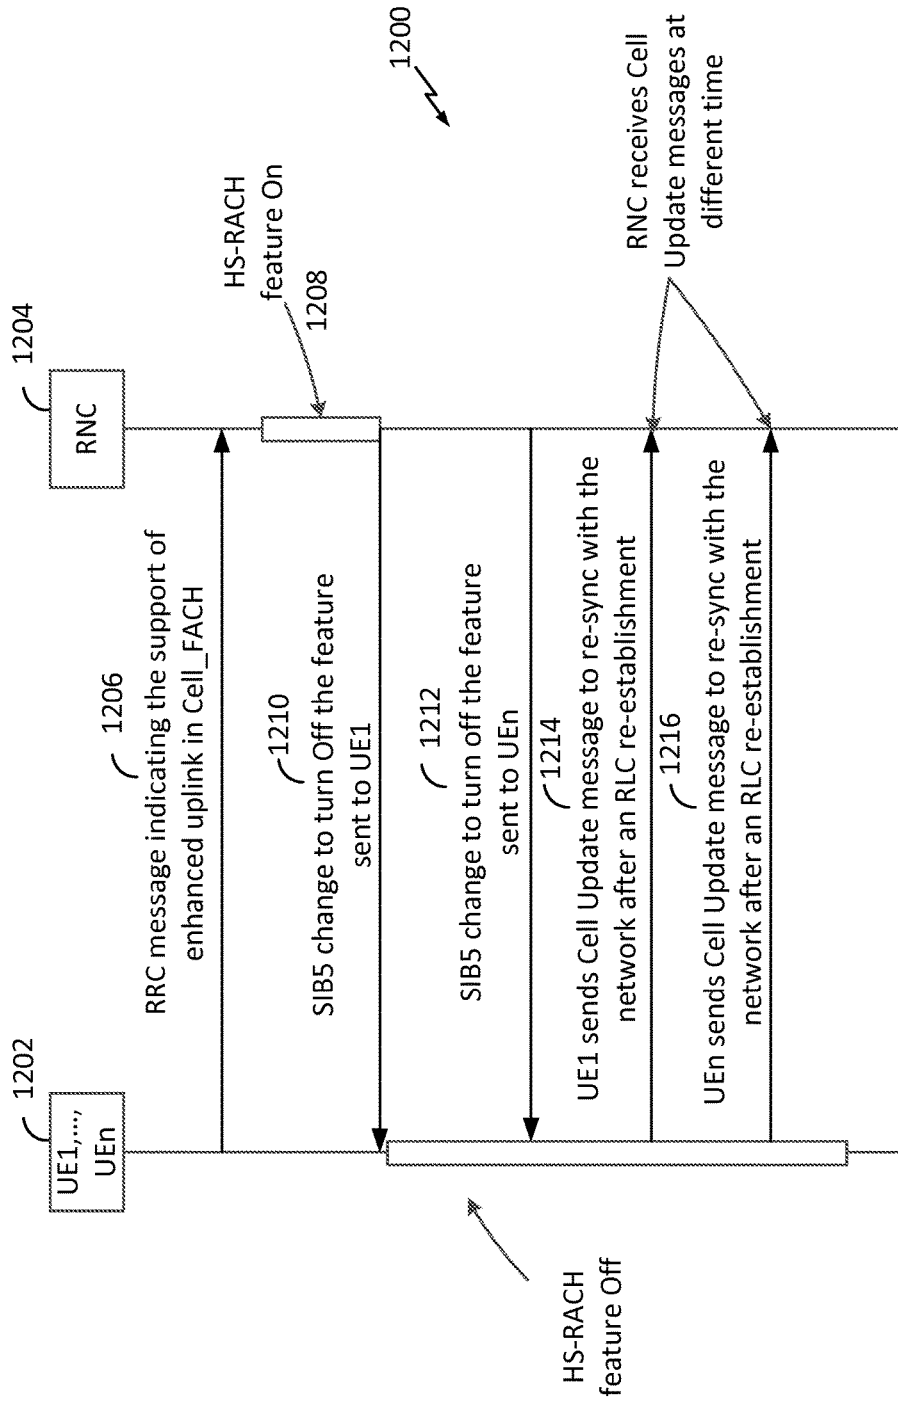 1200
1202
UE1,...,
UEn
1204
RNC
1206
RRC message indicating the support of
enhanced uplink in Cell_FACH
HS-RACH
feature On
1208
1210
SIB5 change to turn Off the feature
sent to UE1
HS-RACH
feature Off
1212
SIB5 change to turn off the feature
sent to UEn
1214
UE1 sends Cell Update message to re-sync with the
network after an RLC re-establishment
1216
UEn sends Cell Update message to re-sync with the
network after an RLC re-establishment
RNC receives Cell
Update messages at
different time